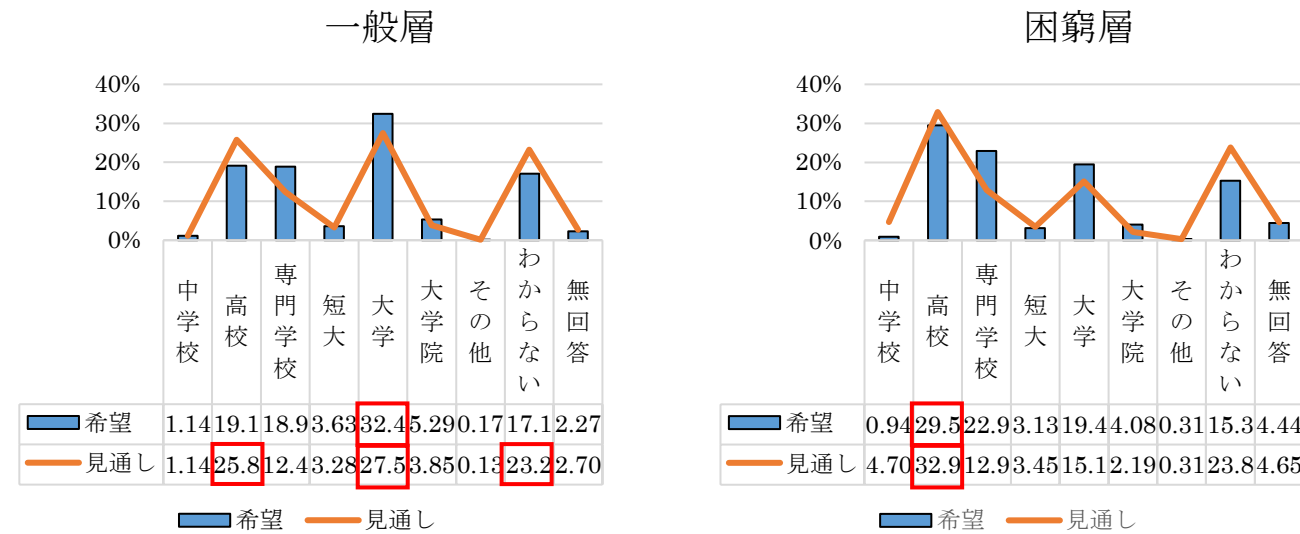 一般層
40%
30%
20%
10%
0%
中学校 高校 専門学校 短大 大学 大学院 その他 わからない 無回答
希望 1.14 19.1 18.9 3.63 32.4 5.29 0.17 17.1 2.27
見通し 1.14 25.8 12.4 3.28 27.5 3.85 0.13 23.2 2.70
希望 見通し
困窮層
40%
30%
20%
10%
0%
中学校 高校 専門学校 短大 大学 大学院 その他 わからない 無回答
希望 0.94 29.5 22.9 3.13 19.4 4.08 0.31 15.3 4.44
見通し 4.70 32.9 12.9 3.45 15.1 2.19 0.31 23.8 4.65
希望 見通し